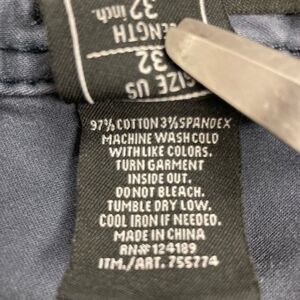 32 inch.
LENGTH
32
SIZE US
97% COTTON 3% SPANDEX
MACHINE WASH COLD
WITH LIKE COLORS.
TURN GARMENT
INSIDE OUT.
DO NOT BLEACH.
TUMBLE DRY LOW.
COOL IRON IF NEEDED.
MADE IN CHINA
RN#124189
ITM./ART. 755774